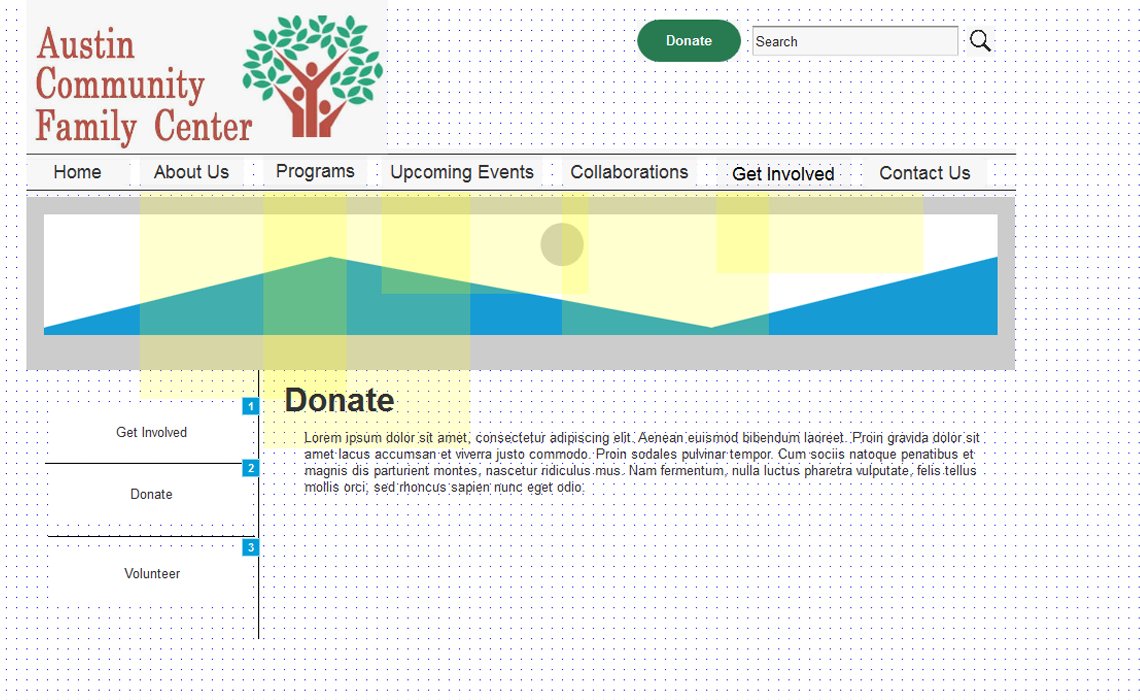 Austin
Community
Family Center
Donate
Search
Home About Us Programs Upcoming Events Collaborations Get Involved Contact Us
Donate
1
Get Involved
2
Donate
3
Volunteer
Lorem ipsum dolor sit amet, consectetur adipiscing elit. Aenean euismod bibendum laoreet. Proin gravida dolor sit
amet lacus accumsan et viverra justo commodo. Proin sodales pulvinar tempor. Cum sociis natoque penatibus et
magnis dis parturient montes, nascetur ridiculus mus. Nam fermentum, nulla luctus pharetra vulputate, felis tellus
mollis orci, sed rhoncus sapien nunc eget odio.